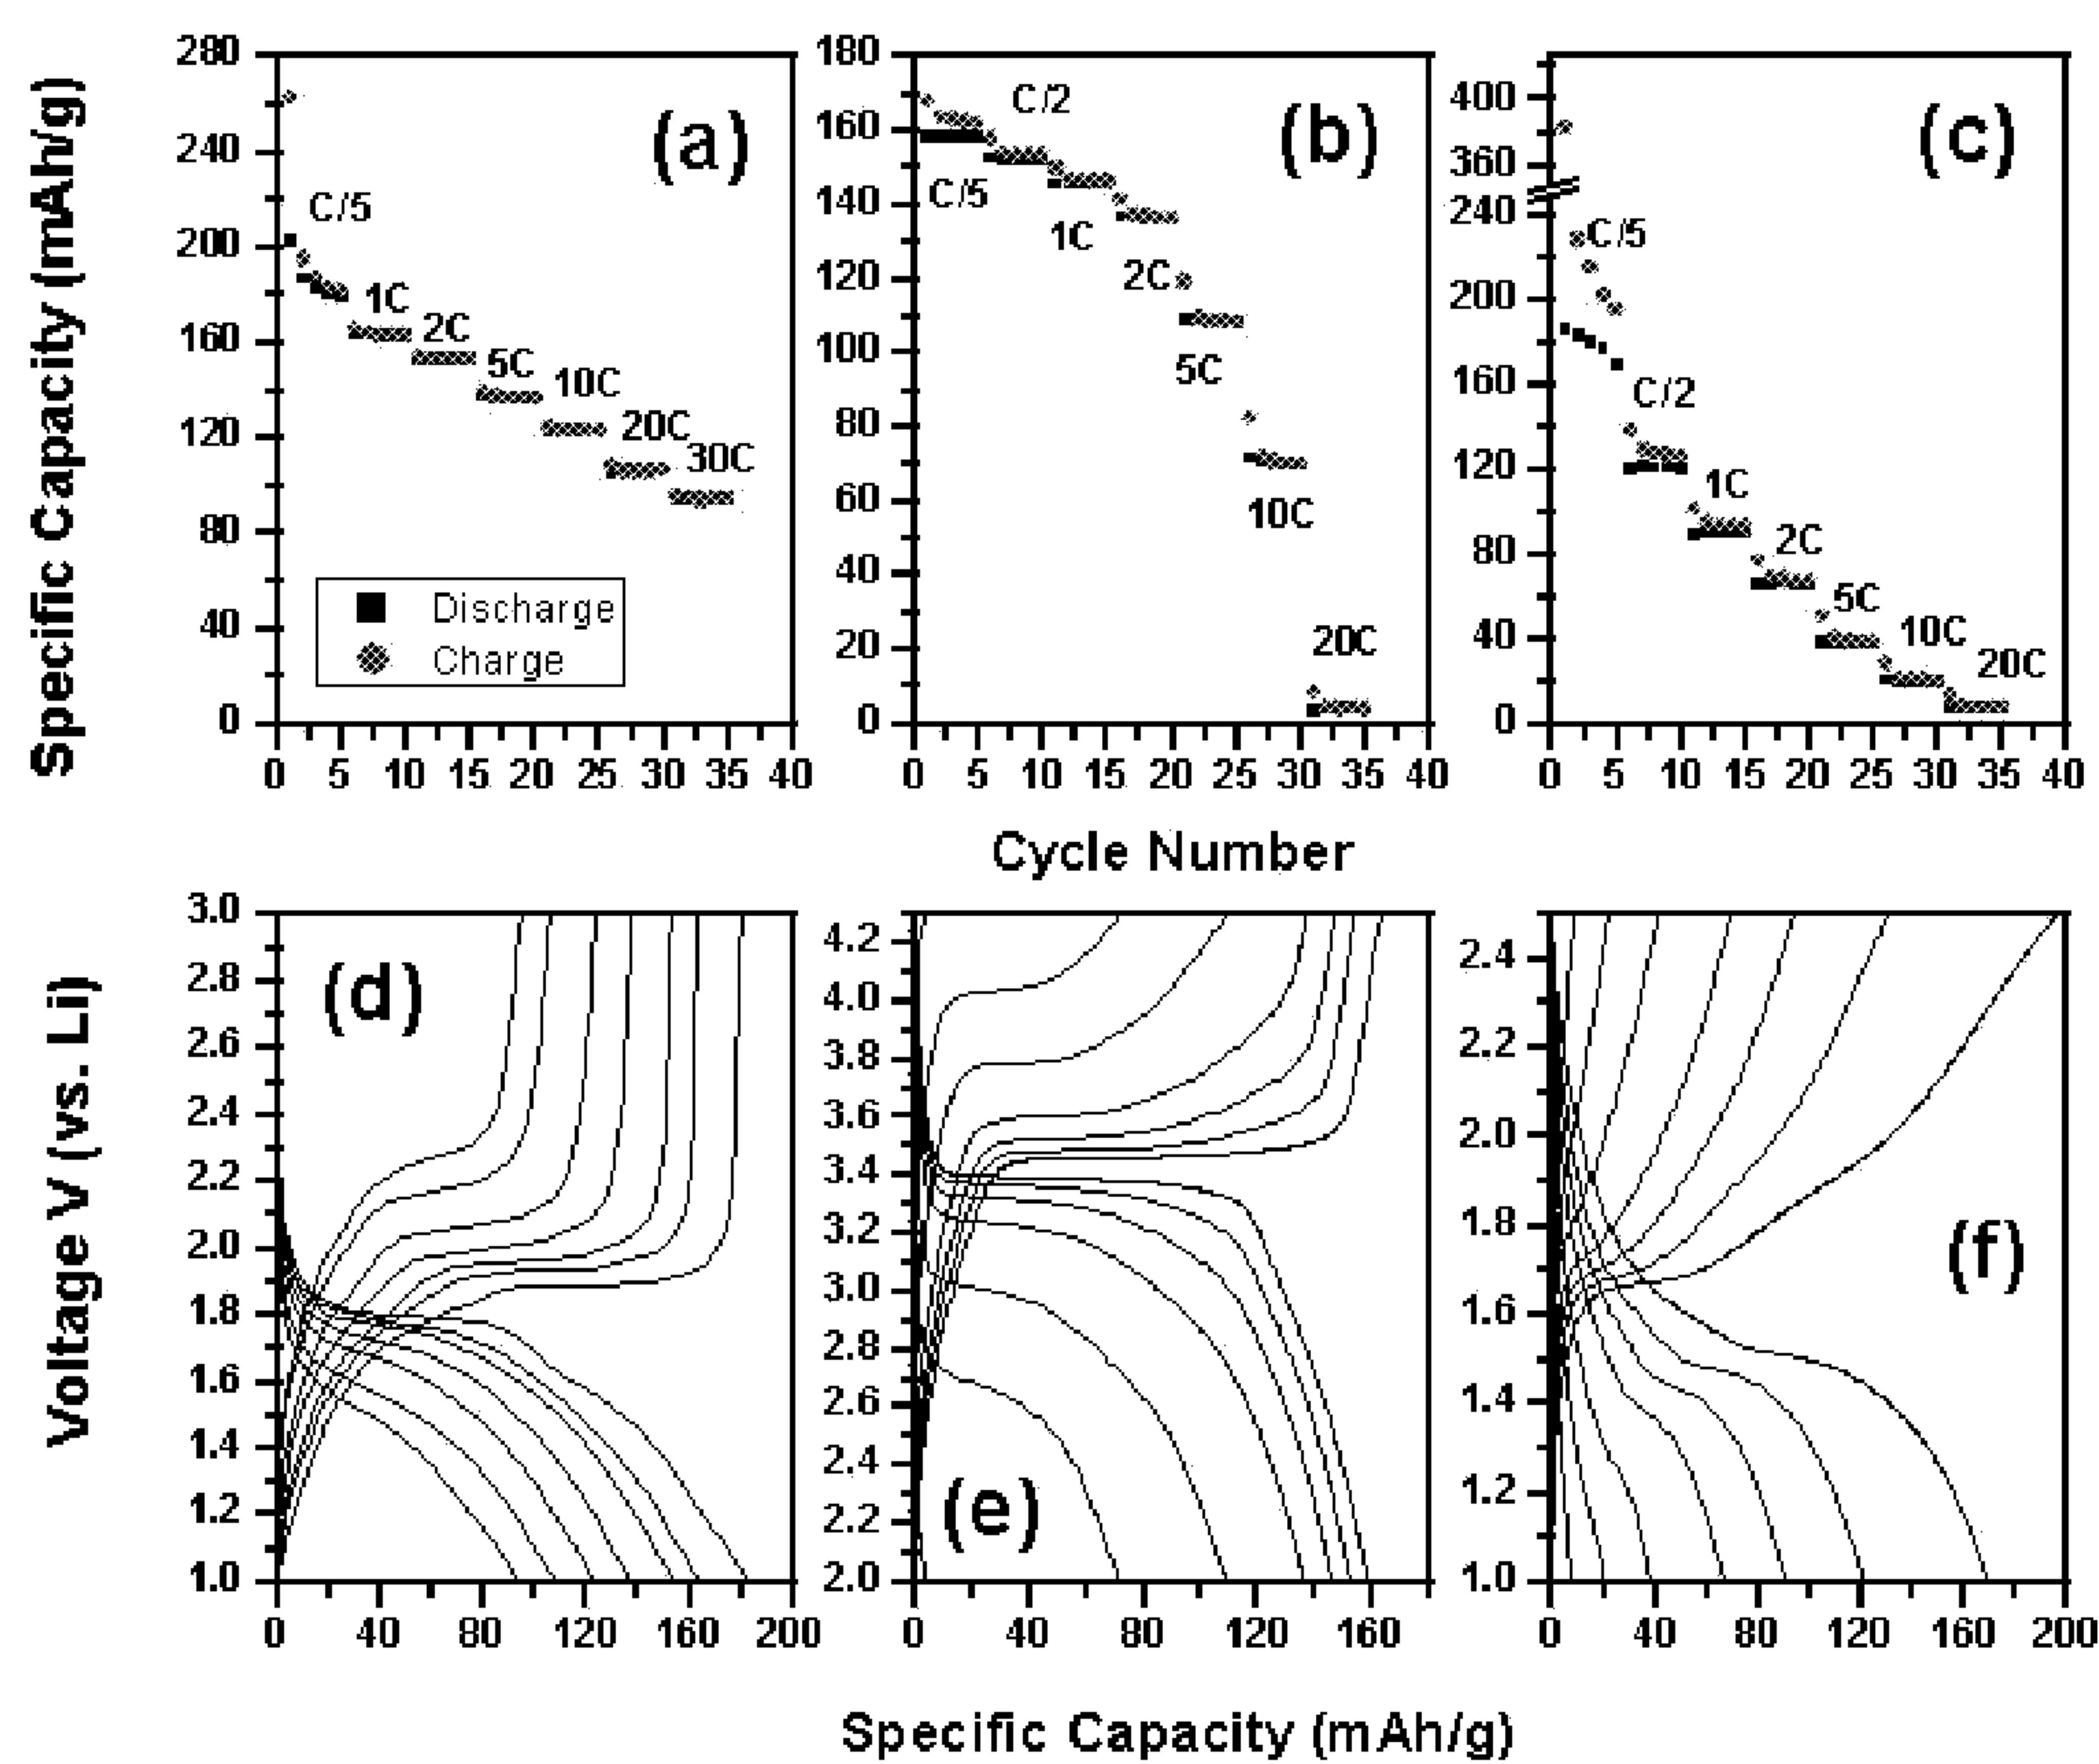 Specific Capacity (mAh/g)
280
240
200
160
120
80
40
0
(a)
C/5
1C
2C
5C
10C
20C
30C
Discharge
Charge
0 5 10 15 20 25 30 35 40
180
160
140
120
100
80
60
40
20
0
(b)
C/2
C/5
1C
2C
5C
10C
20C
0 5 10 15 20 25 30 35 40
400
360
240
200
160
120
80
40
0
(c)
C/5
C/2
1C
2C
5C
10C
20C
0 5 10 15 20 25 30 35 40
Cycle Number
Voltage V (vs. Li)
3.0
2.8
2.6
2.4
2.2
2.0
1.8
1.6
1.4
1.2
1.0
(d)
0 40 80 120 160 200
4.2
4.0
3.8
3.6
3.4
3.2
3.0
2.8
2.6
2.4
2.2
2.0
(e)
0 40 80 120 160
2.4
2.2
2.0
1.8
1.6
1.4
1.2
1.0
(f)
0 40 80 120 160 200
Specific Capacity (mAh/g)